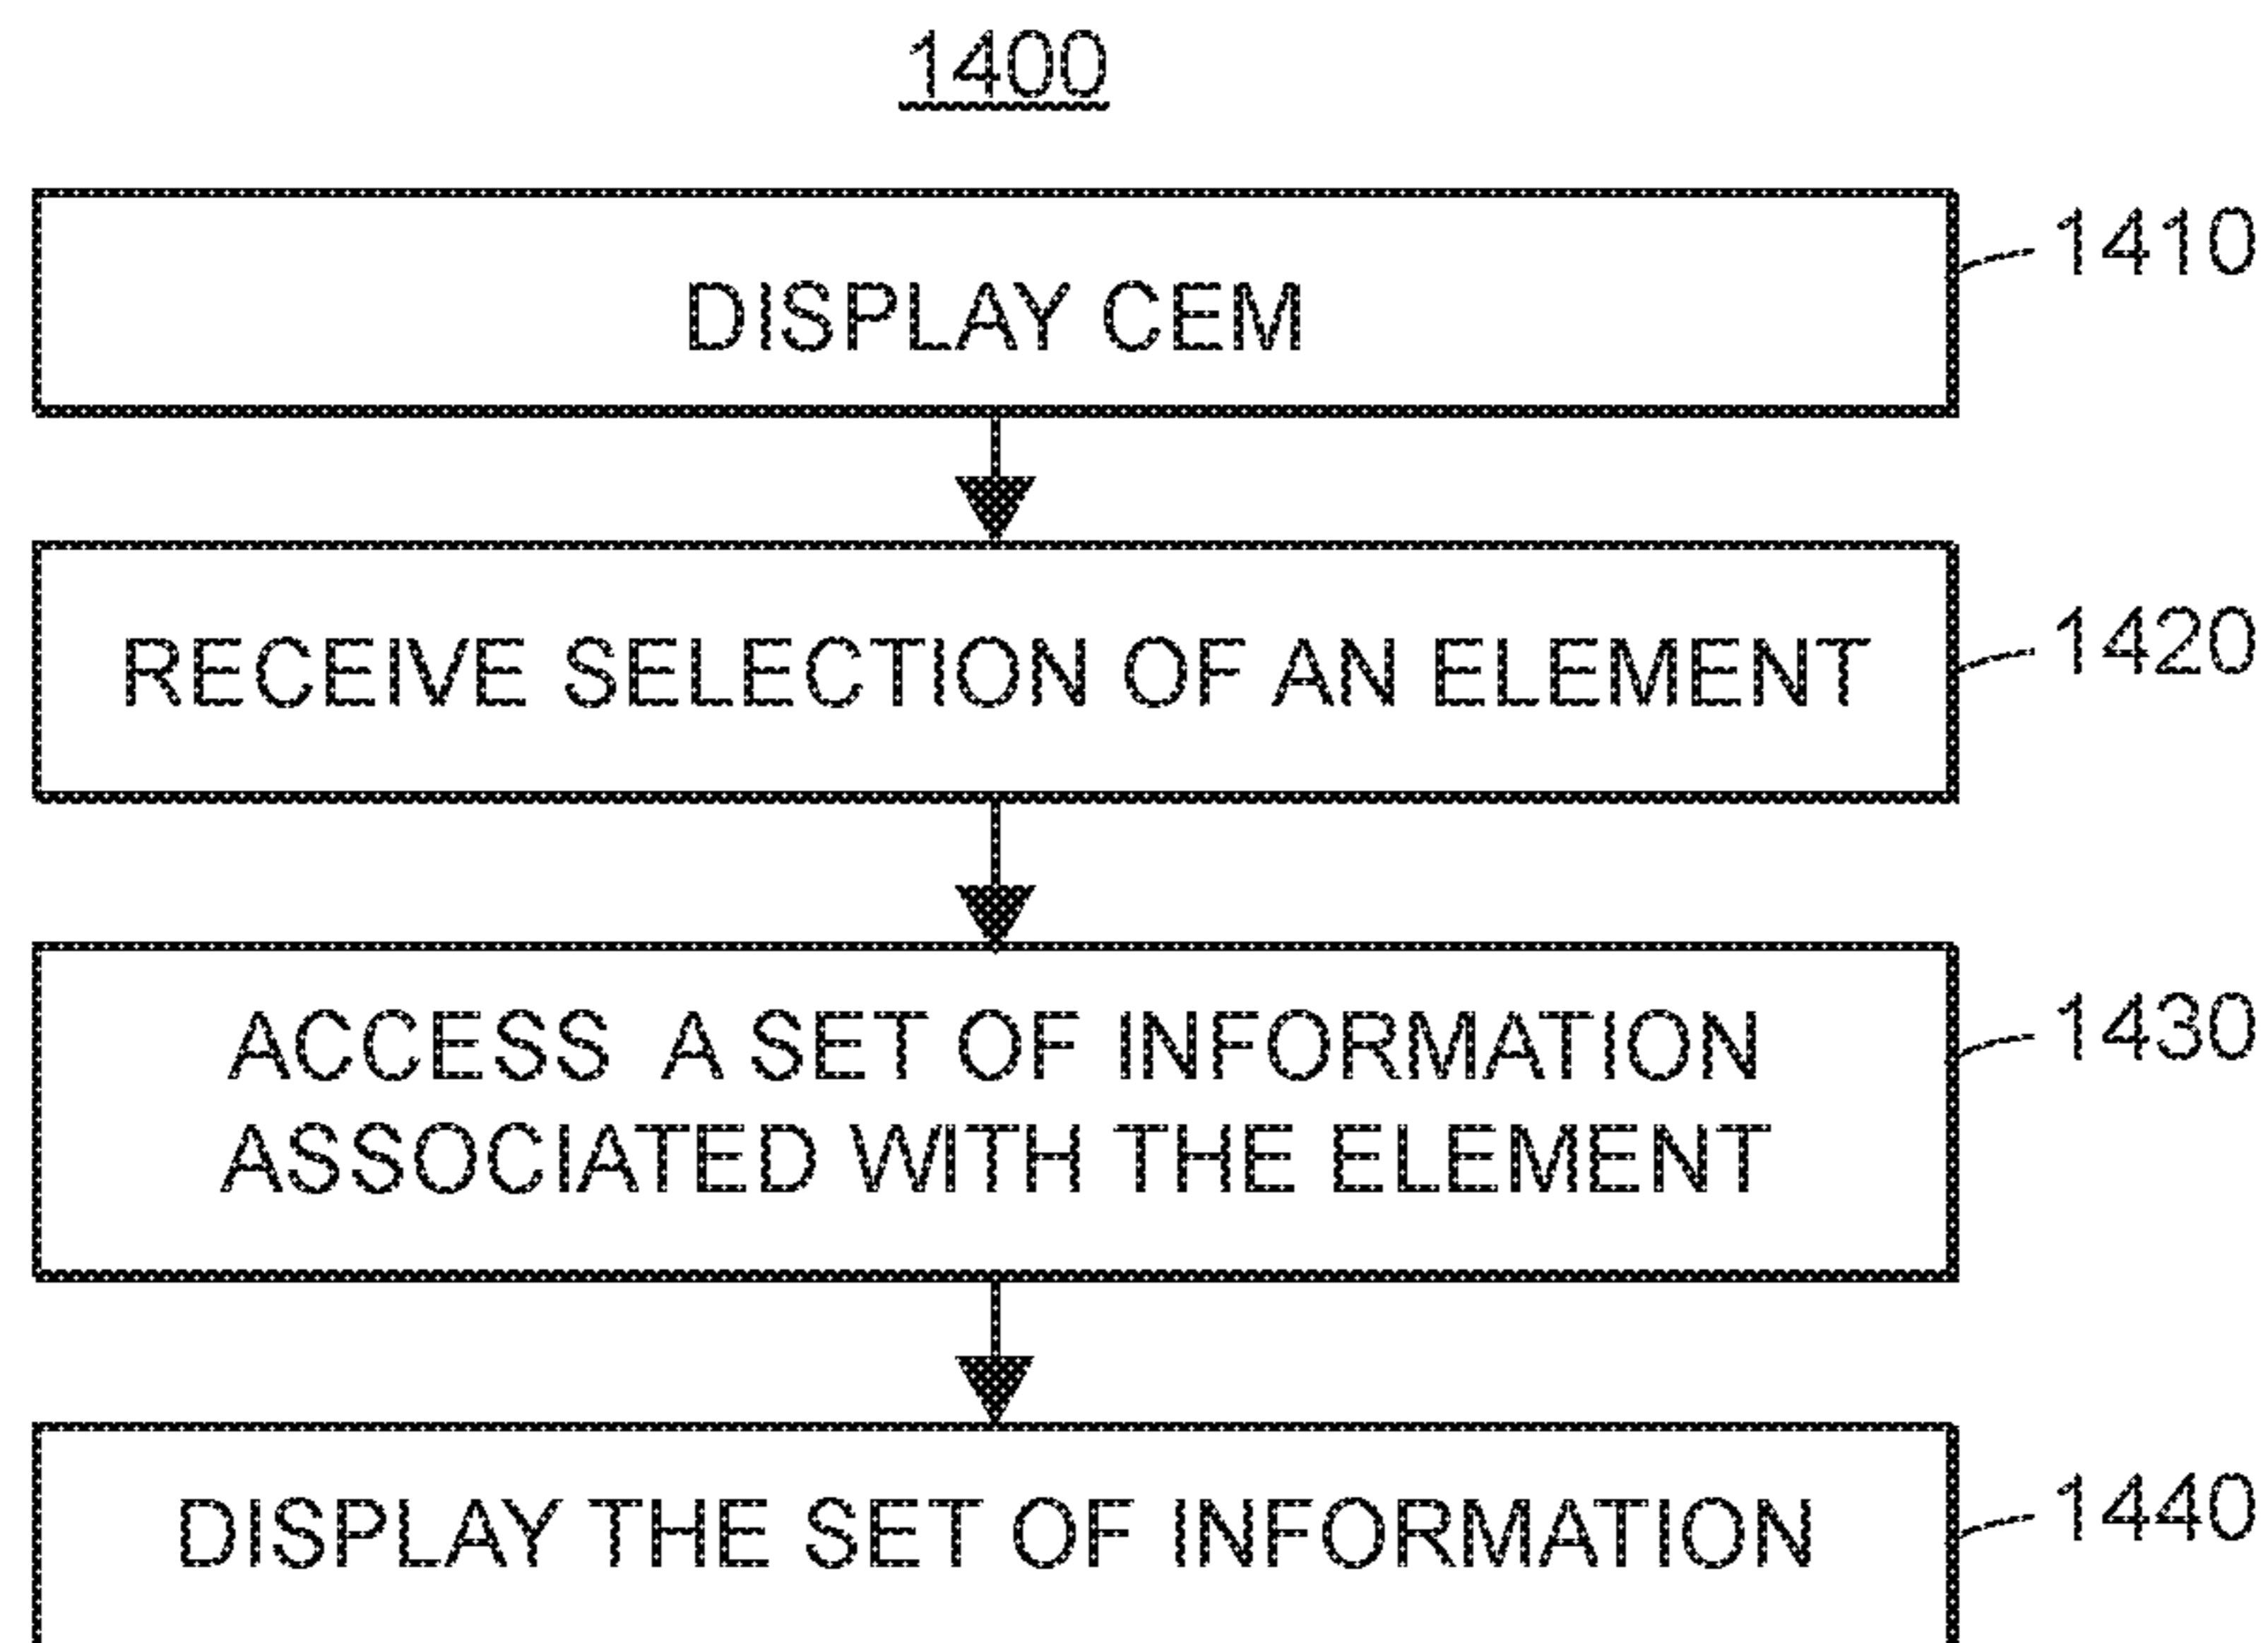 1400
DISPLAY CEM
1410
RECEIVE SELECTION OF AN ELEMENT
1420
ACCESS A SET OF INFORMATION
ASSOCIATED WITH THE ELEMENT
1430
DISPLAY THE SET OF INFORMATION
1440